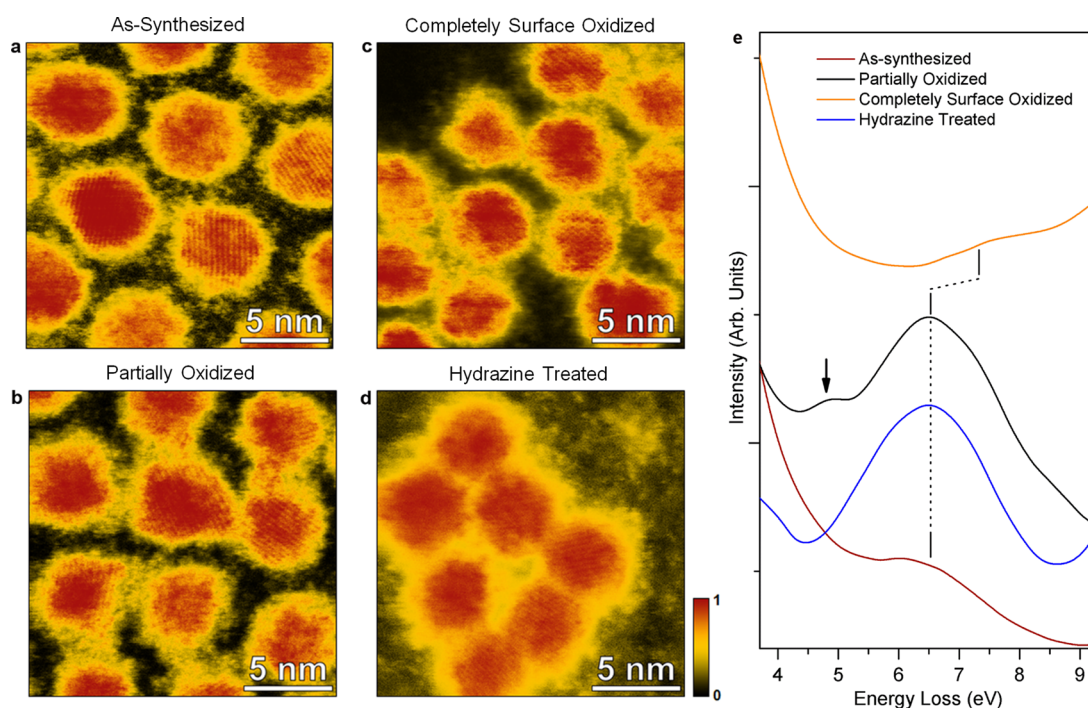 As-Synthesized
a
5 nm
Partially Oxidized
b
5 nm
Completely Surface Oxidized
c
5 nm
Hydrazine Treated
d
5 nm
1
0
e
As-synthesized
Partially Oxidized
Completely Surface Oxidized
Hydrazine Treated
Intensity (Arb. Units)
4 5 6 7 8 9
Energy Loss (eV)